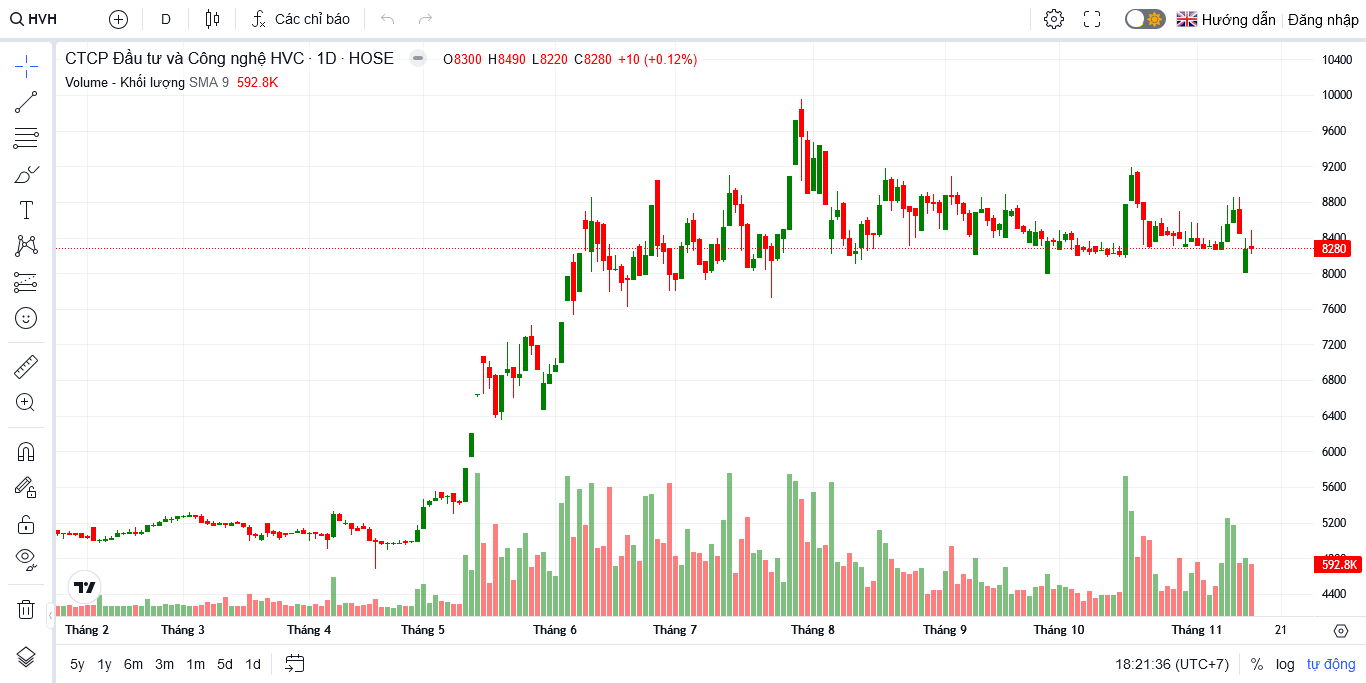 HVH D Các chỉ báo Hướng dẫn Đăng nhập
CTCP Đầu tư và Công nghệ HVC · 1D · HOSE O8300 H8490 L8220 C8280 +10 (+0.12%)
Volume - Khối lượng SMA 9 592.8K
10400
10000
9600
9200
8800
8400
8280
8000
7600
7200
6800
6400
6000
5600
5200
592.8K
4400
Tháng 2 Tháng 3 Tháng 4 Tháng 5 Tháng 6 Tháng 7 Tháng 8 Tháng 9 Tháng 10 Tháng 11 21
5y 1y 6m 3m 1m 5d 1d 18:21:36 (UTC+7) % log tự động